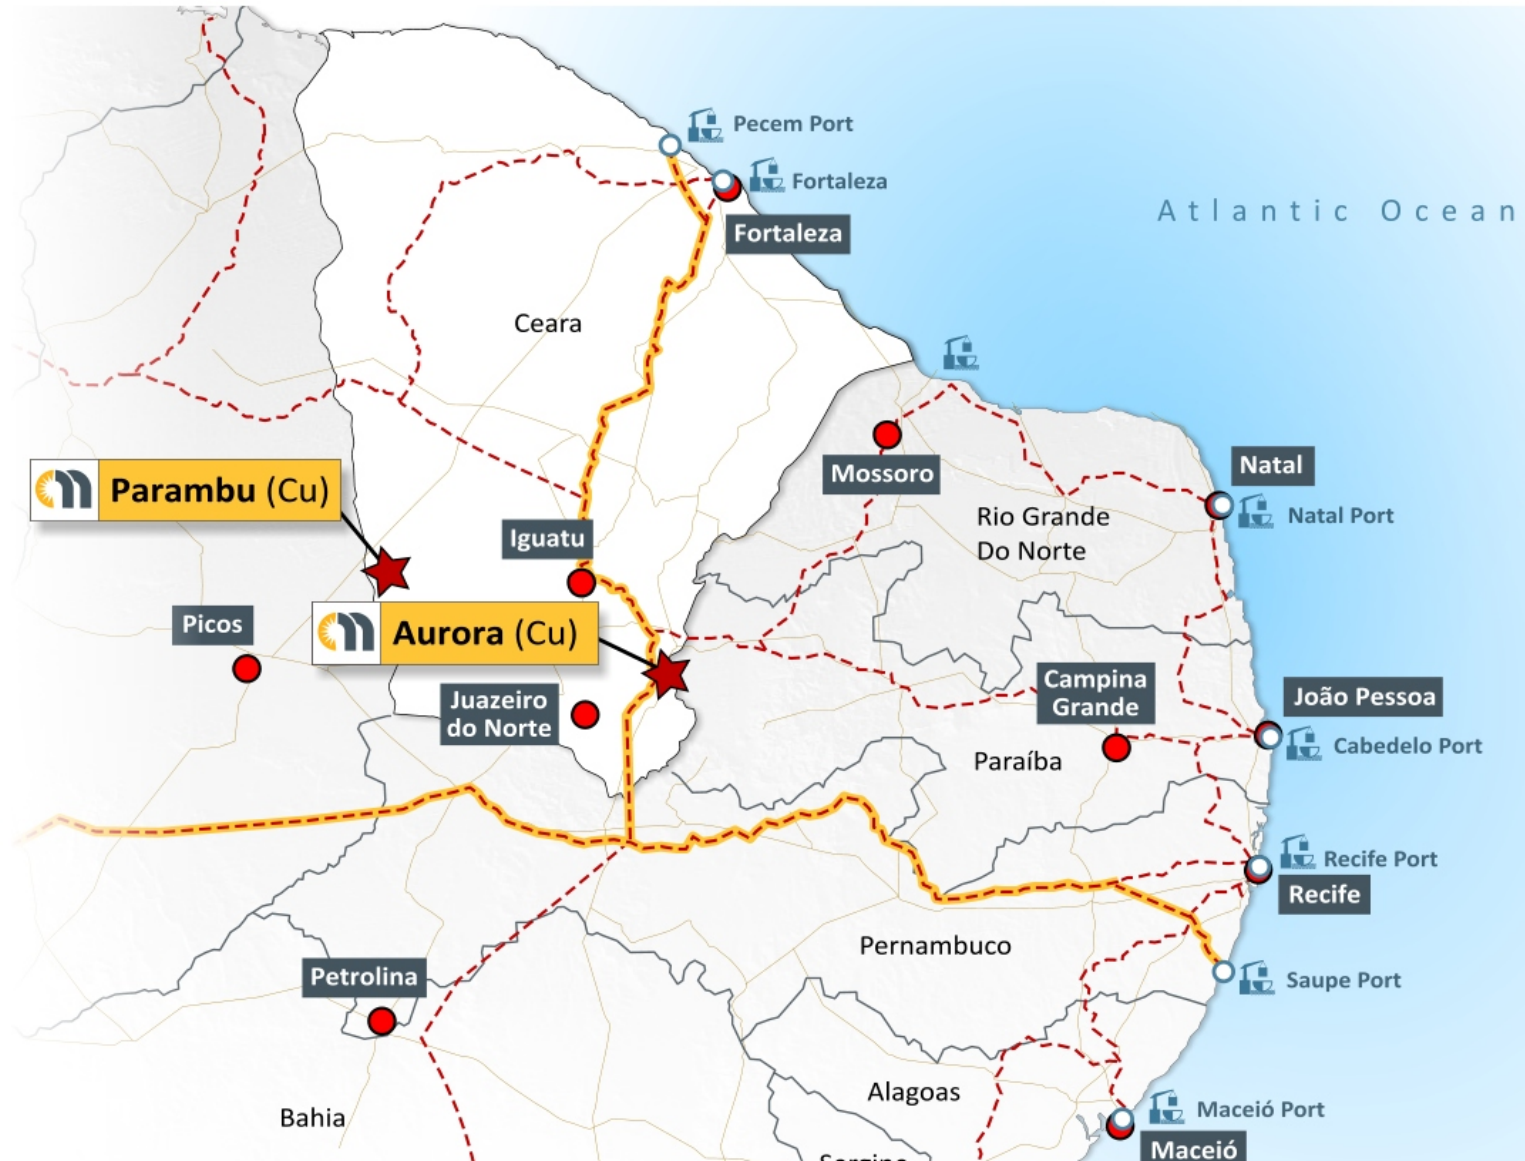 Pecem Port
Fortaleza
Fortaleza
Atlantic Ocean
Ceara
Parambu (Cu)
Mossoro
Natal
Natal Port
Rio Grande
Do Norte
Iguatu
Picos
Aurora (Cu)
Juazeiro
do Norte
Campina
Grande
João Pessoa
Cabedelo Port
Paraíba
Recife Port
Recife
Pernambuco
Petrolina
Saupe Port
Alagoas
Bahia
Maceió Port
Maceió